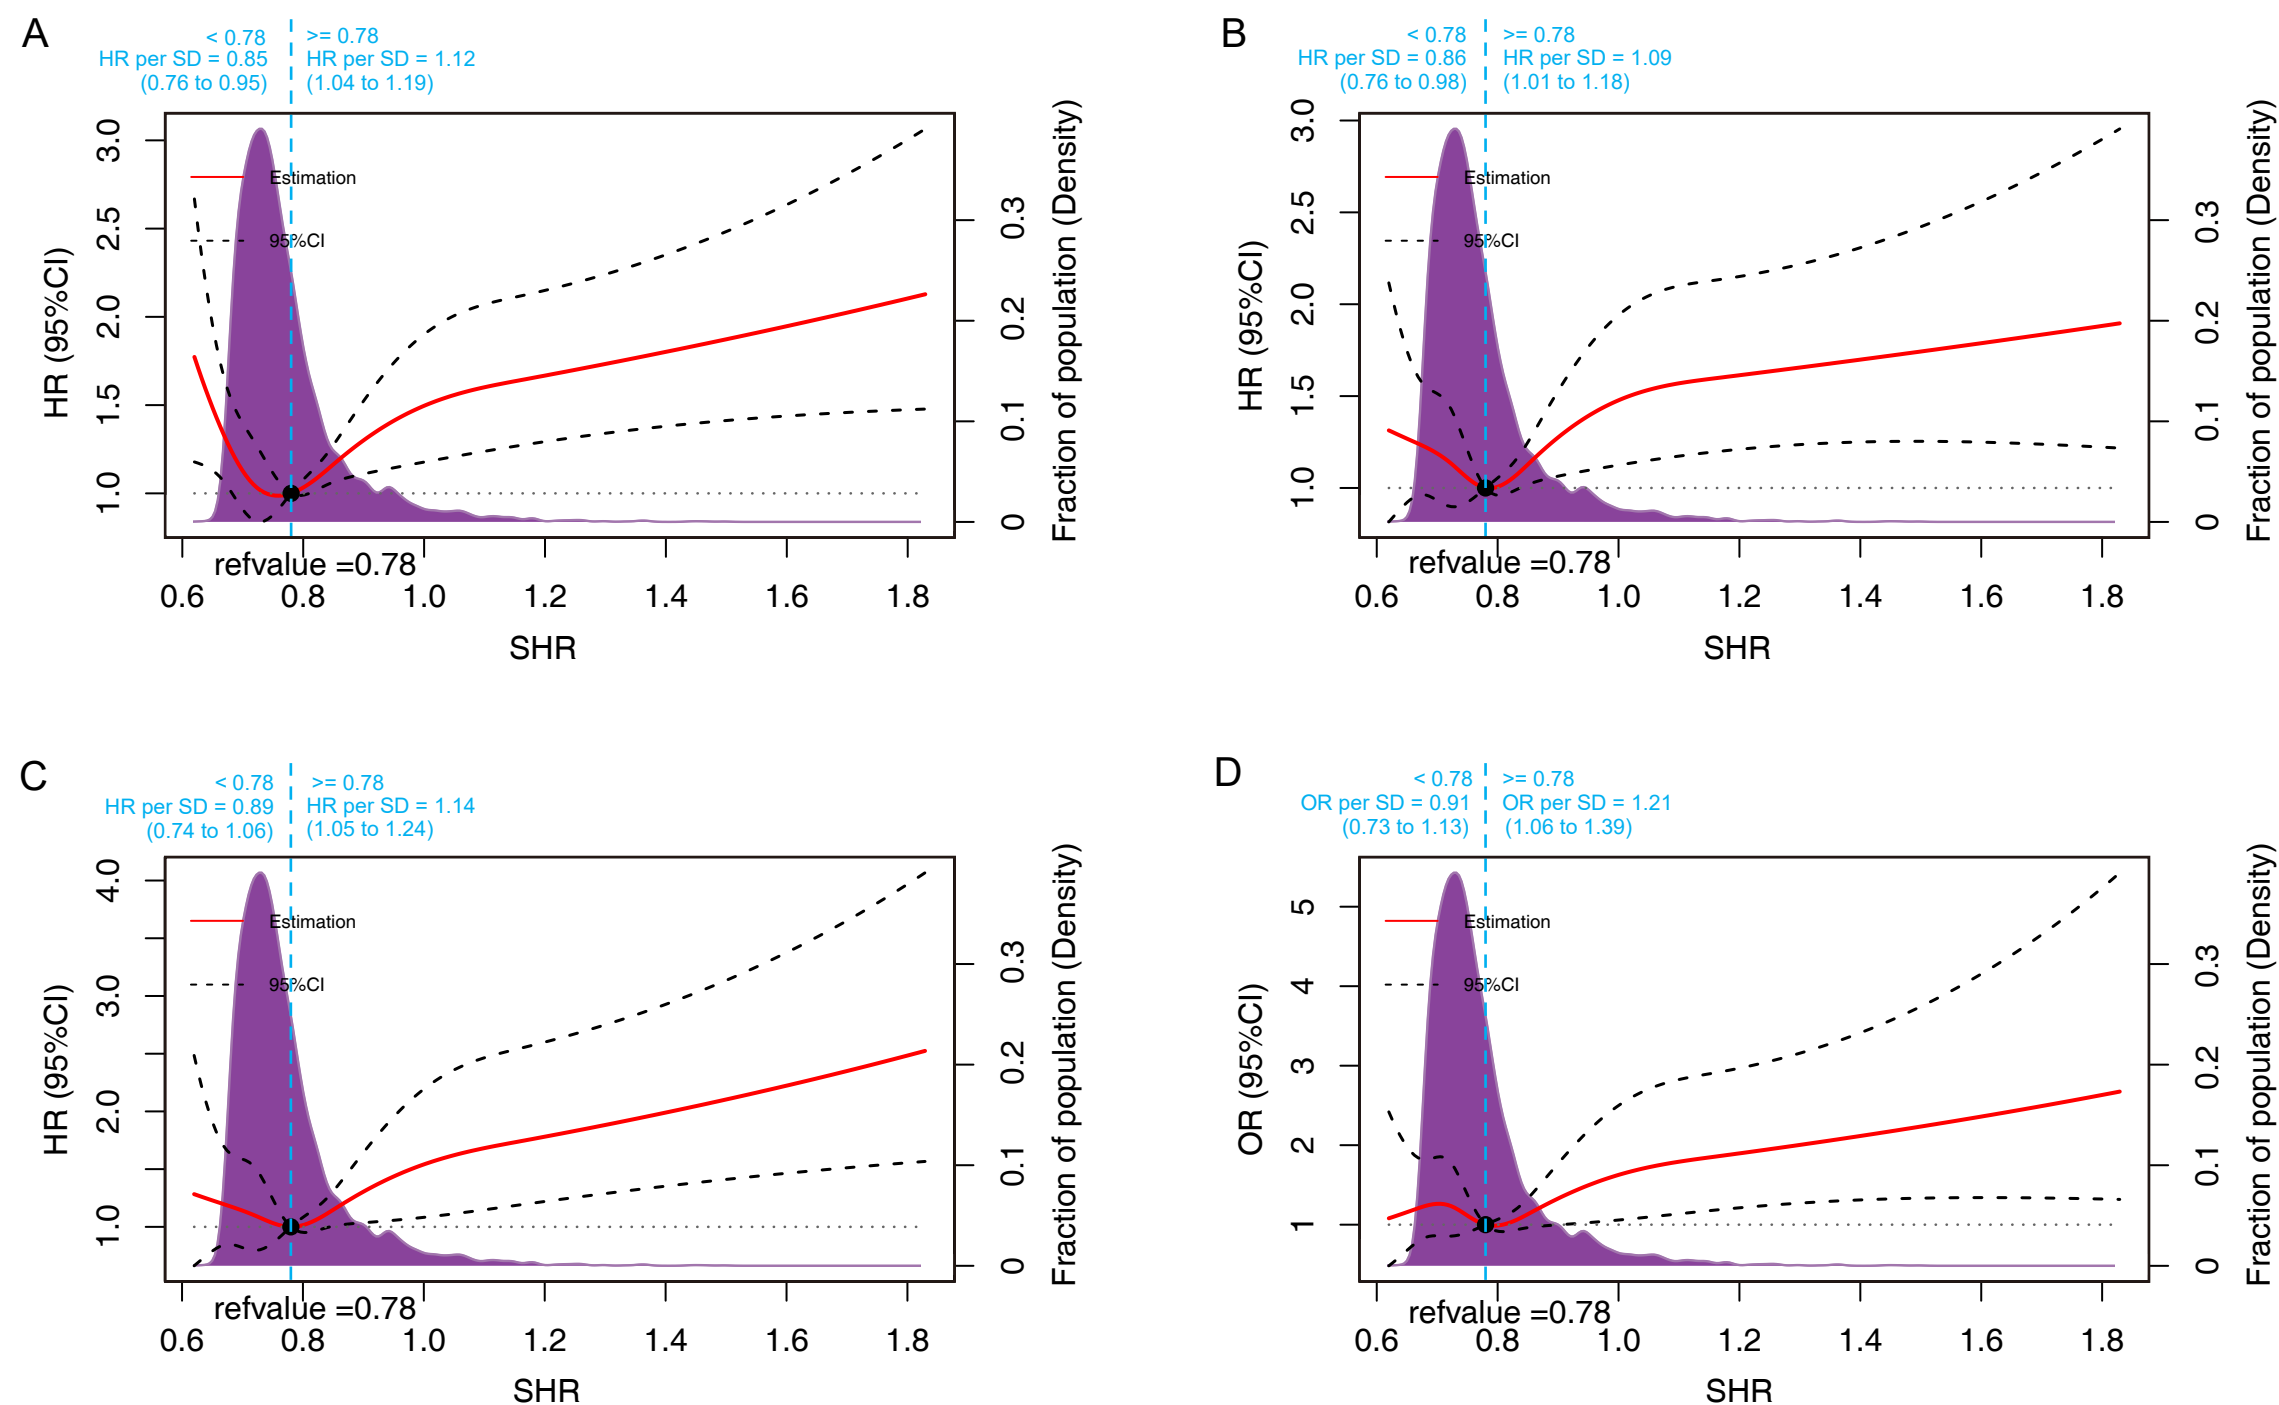 A
< 0.78
HR per SD = 0.85
(0.76 to 0.95)
>= 0.78
HR per SD = 1.12
(1.04 to 1.19)
HR (95%CI)
3.0
2.5
2.0
1.5
1.0
Estimation
95%CI
0.3
0.2
0.1
0
Fraction of population (Density)
refvalue =0.78
0.6 0.8 1.0 1.2 1.4 1.6 1.8
SHR
B
< 0.78
HR per SD = 0.86
(0.76 to 0.98)
>= 0.78
HR per SD = 1.09
(1.01 to 1.18)
HR (95%CI)
3.0
2.5
2.0
1.5
1.0
Estimation
95%CI
0.3
0.2
0.1
0
Fraction of population (Density)
refvalue =0.78
0.6 0.8 1.0 1.2 1.4 1.6 1.8
SHR
C
< 0.78
HR per SD = 0.89
(0.74 to 1.06)
>= 0.78
HR per SD = 1.14
(1.05 to 1.24)
HR (95%CI)
4.0
3.0
2.0
1.0
Estimation
95%CI
0.3
0.2
0.1
0
Fraction of population (Density)
refvalue =0.78
0.6 0.8 1.0 1.2 1.4 1.6 1.8
SHR
D
< 0.78
OR per SD = 0.91
(0.73 to 1.13)
>= 0.78
OR per SD = 1.21
(1.06 to 1.39)
OR (95%CI)
5
4
3
2
1
Estimation
95%CI
0.3
0.2
0.1
0
Fraction of population (Density)
refvalue =0.78
0.6 0.8 1.0 1.2 1.4 1.6 1.8
SHR